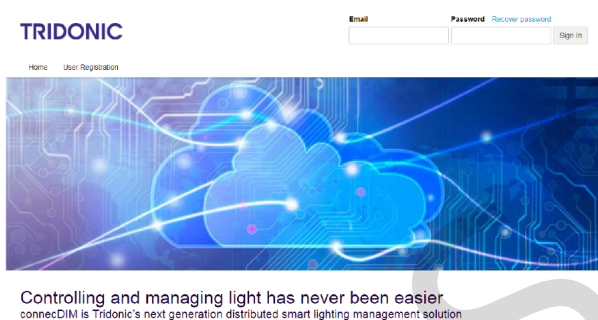 TRIDONIC
Email
Password Recover password
Sign In
Home User Registration
Controlling and managing light has never been easier
connecDIM is Tridonic's next generation distributed smart lighting management solution